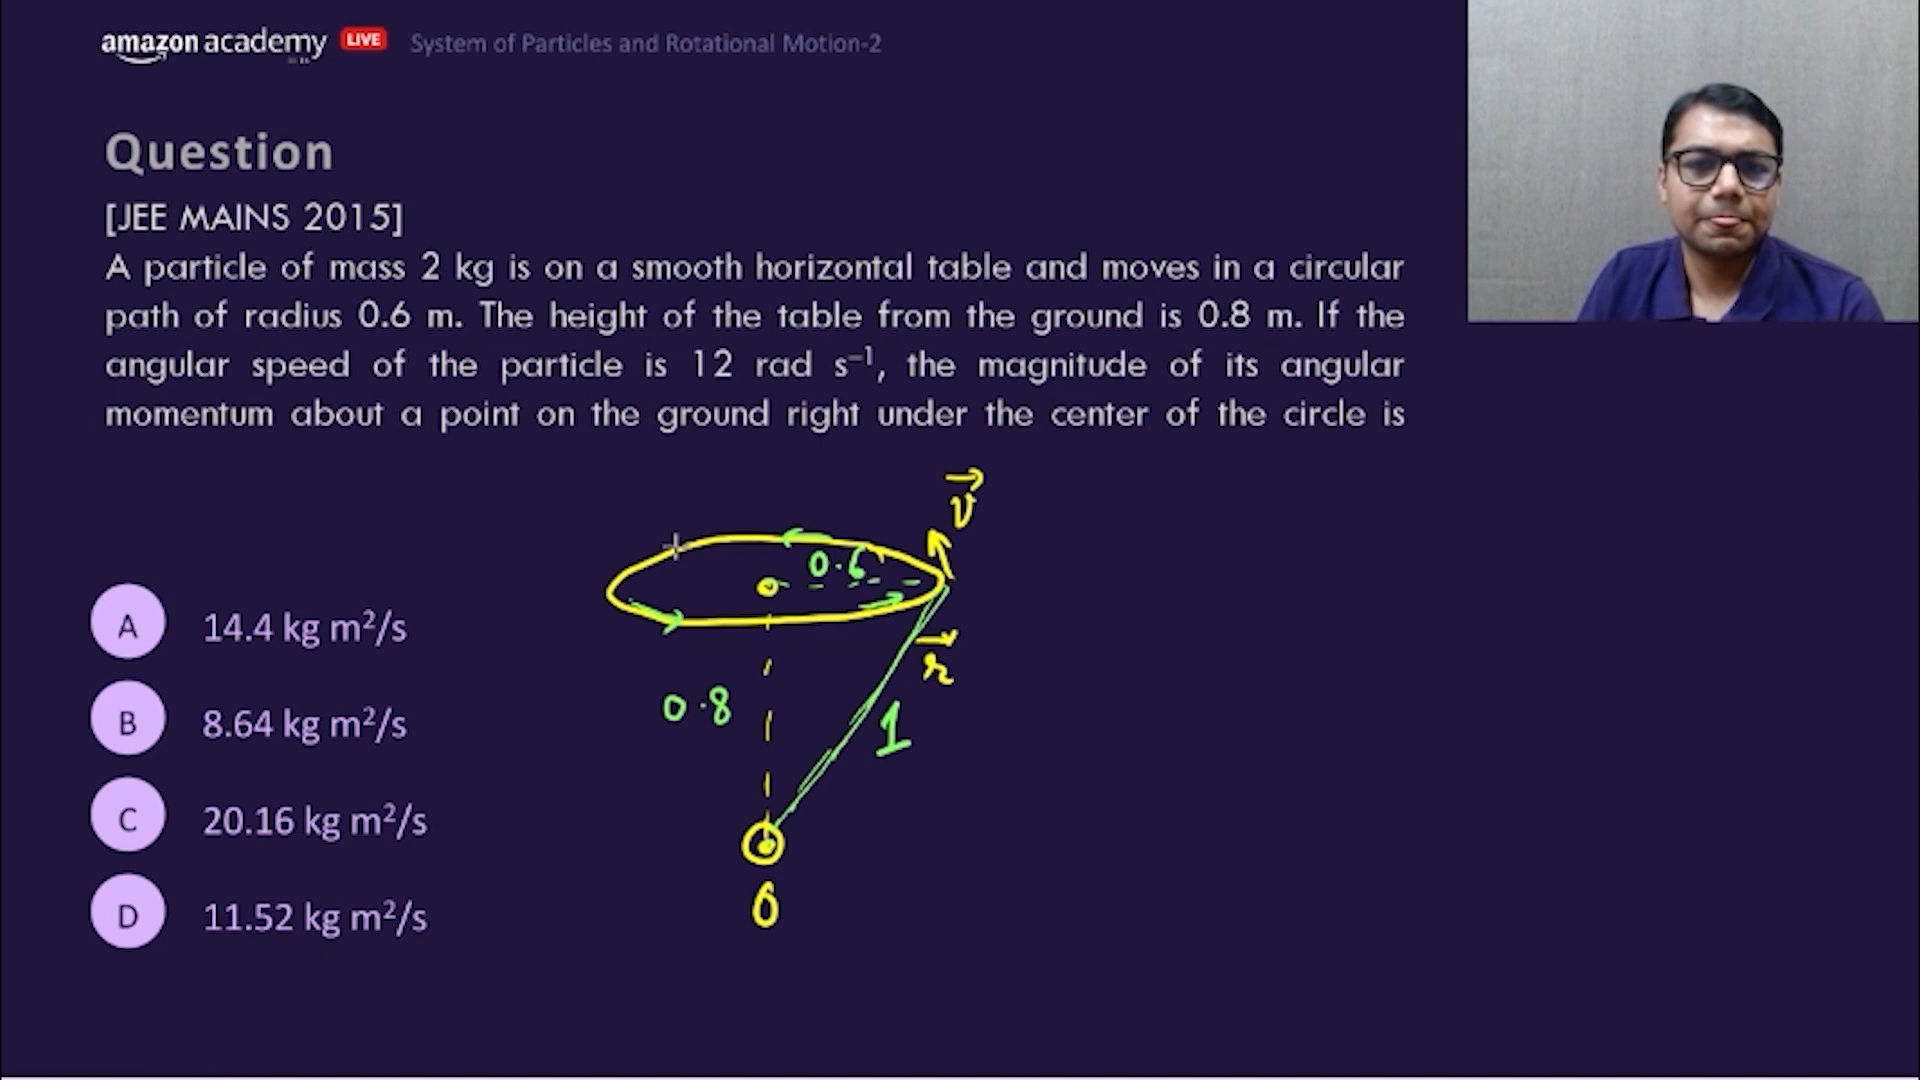 amazon academy LIVE System of Particles and Rotational Motion-2
Question
[JEE MAINS 2015]
A particle of mass 2 kg is on a smooth horizontal table and moves in a circular
path of radius 0.6 m. The height of the table from the ground is 0.8 m. If the
angular speed of the particle is 12 rad s⁻¹, the magnitude of its angular
momentum about a point on the ground right under the center of the circle is
v⃗
0.6
A 14.4 kg m²/s
r⃗
B 8.64 kg m²/s
0.8
1
C 20.16 kg m²/s
D 11.52 kg m²/s
O